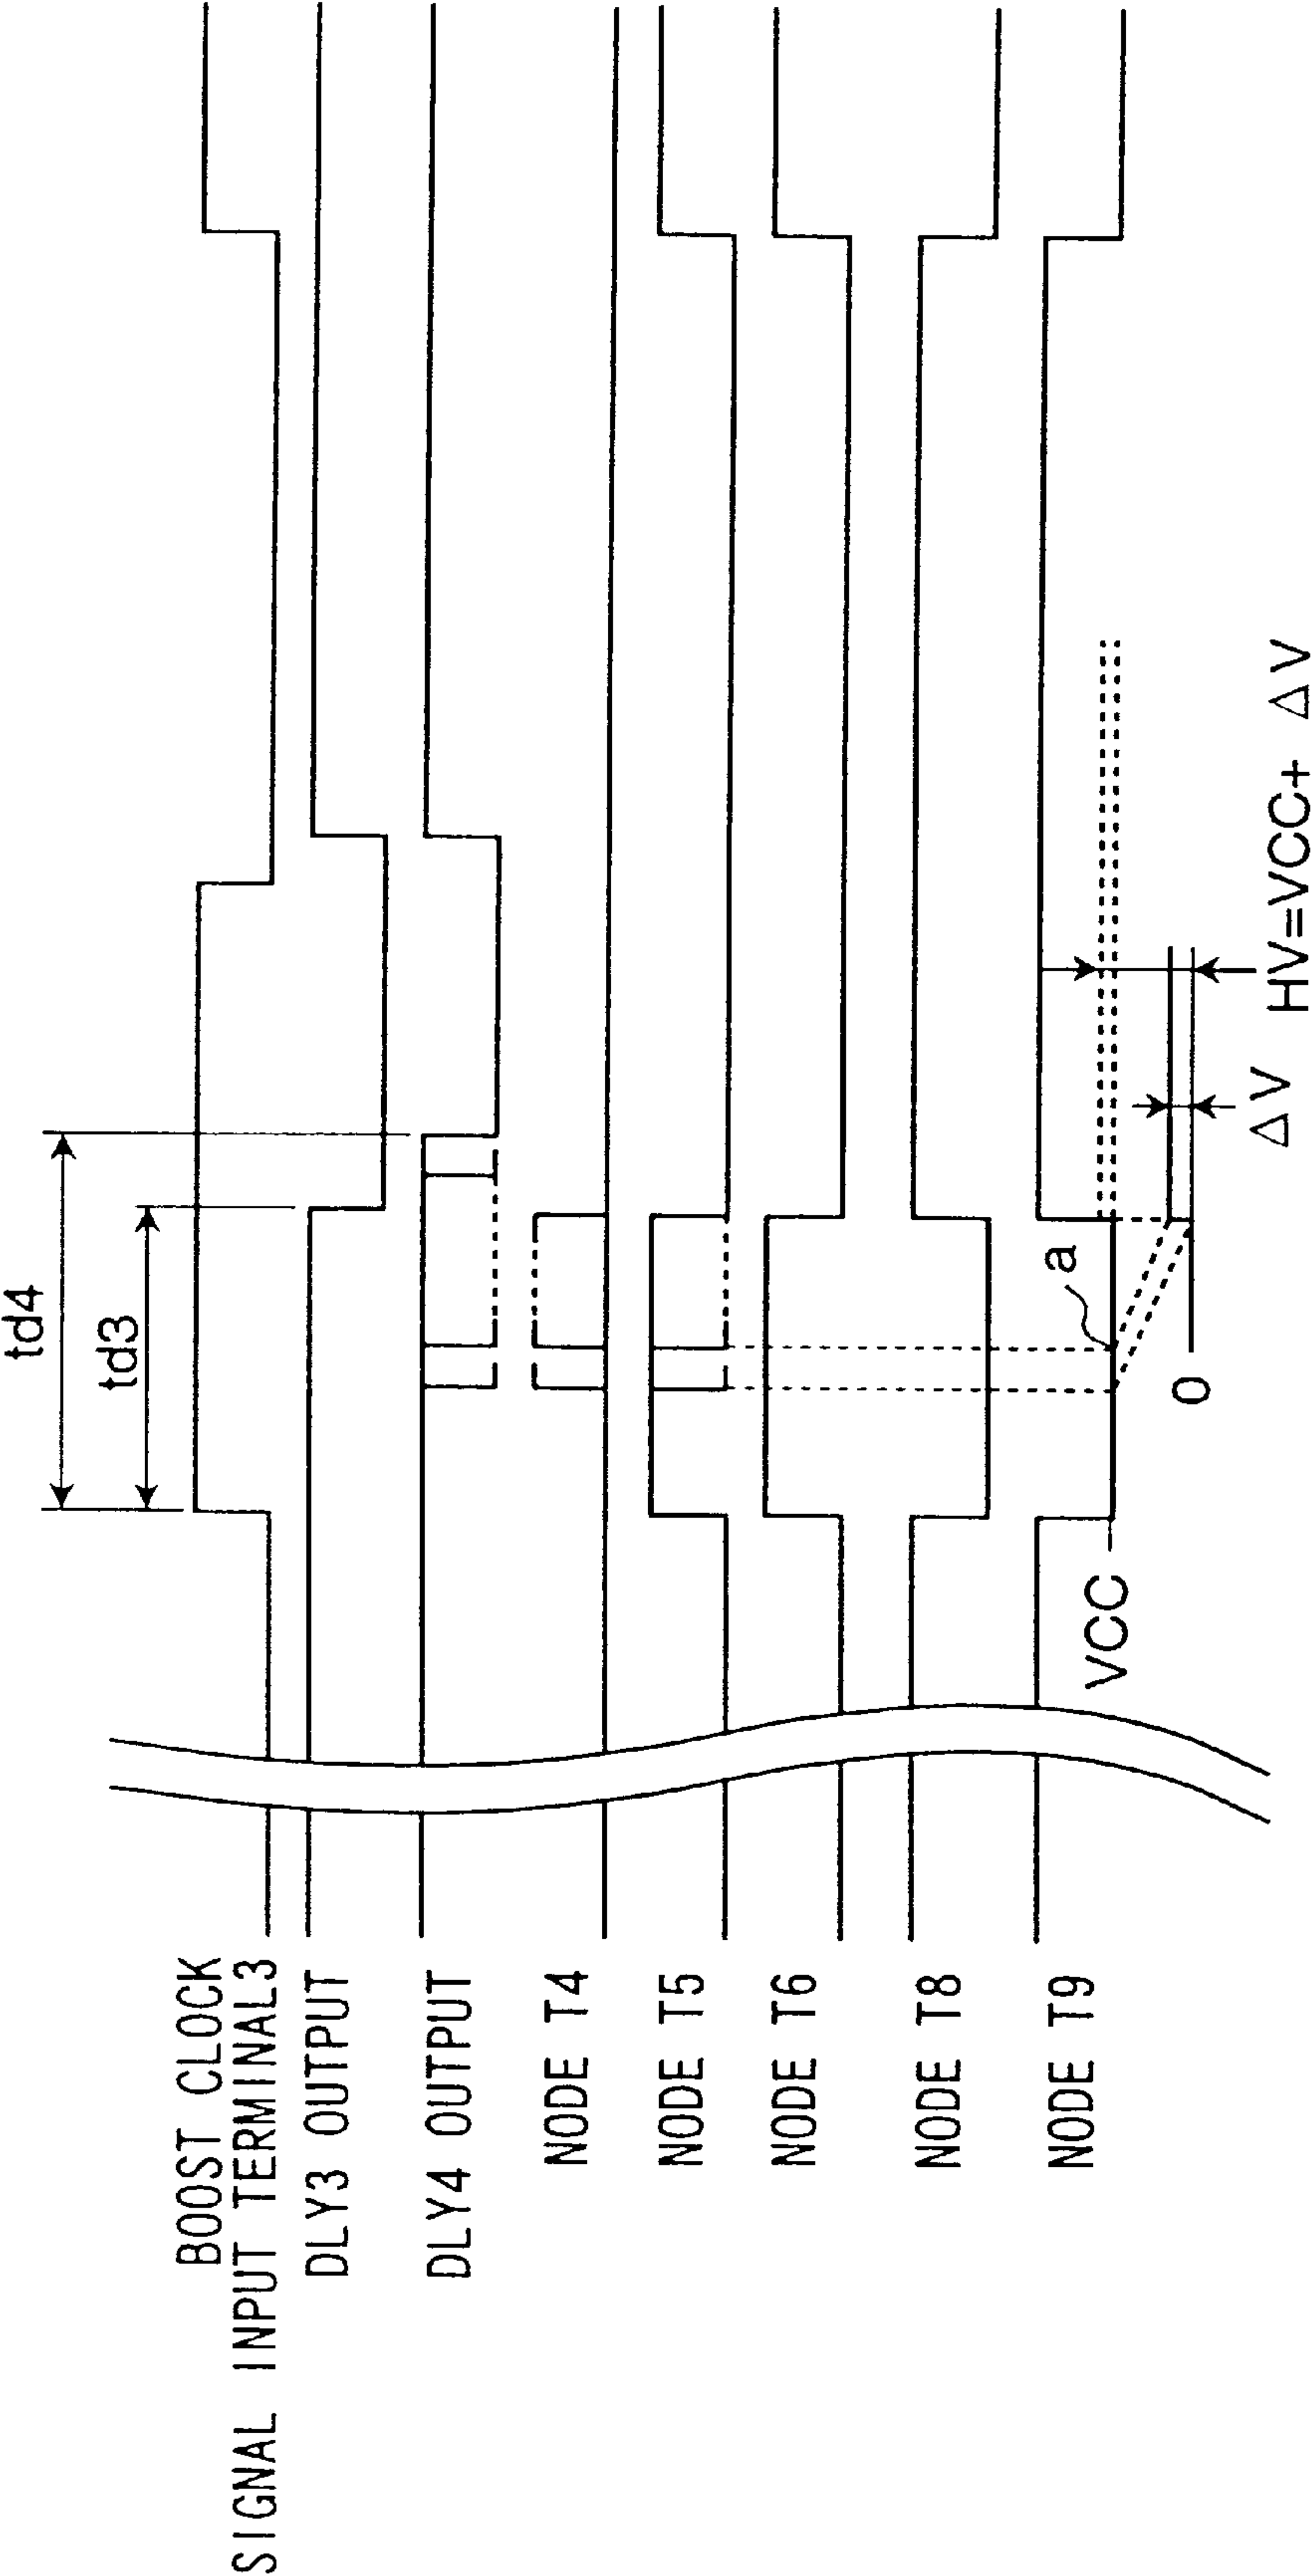 td4
td3
BOOST CLOCK
SIGNAL INPUT TERMINAL3
DLY3 OUTPUT
DLY4 OUTPUT
NODE T4
NODE T5
NODE T6
NODE T8
NODE T9
a
VCC
0
ΔV
HV=VCC+ ΔV